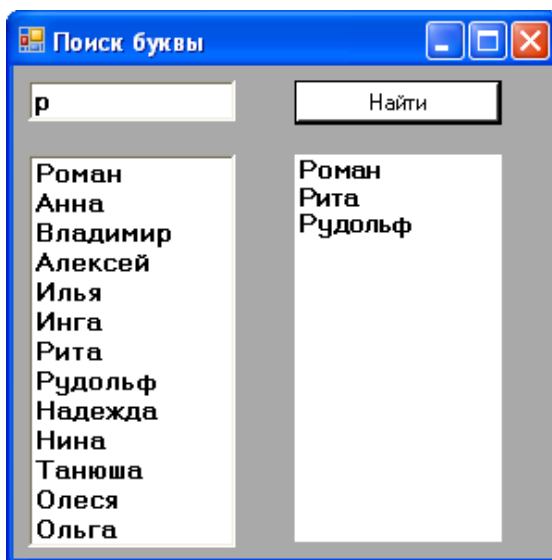 Поиск буквы
р
Найти
Роман
Анна
Владимир
Алексей
Илья
Инга
Рита
Рудольф
Надежда
Нина
Танюша
Олеся
Ольга
Роман
Рита
Рудольф